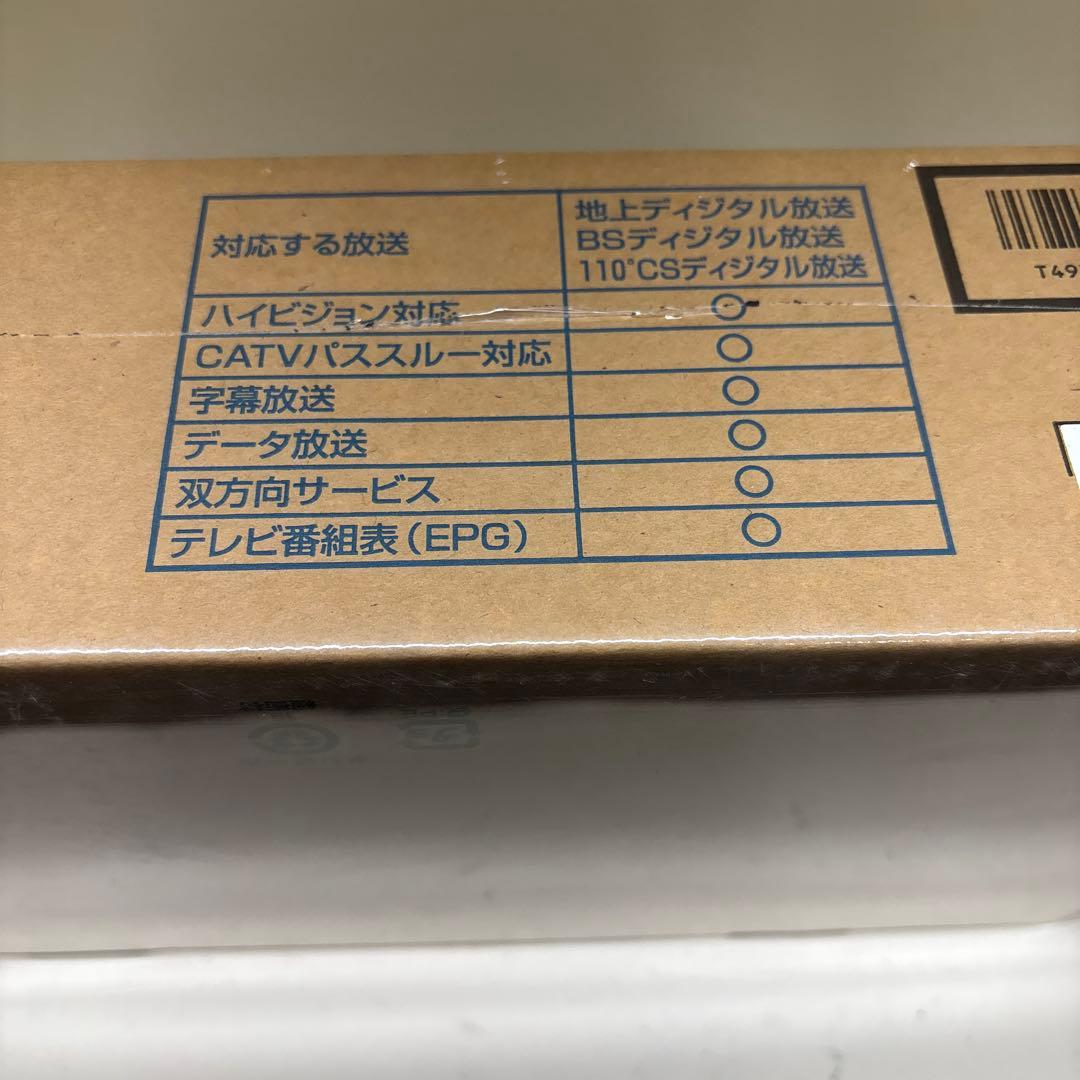 対応する放送
地上ディジタル放送
BSディジタル放送
110°CSディジタル放送
ハイビジョン対応 ○
CATVパススルー対応 ○
字幕放送 ○
データ放送 ○
双方向サービス ○
テレビ番組表(EPG) ○